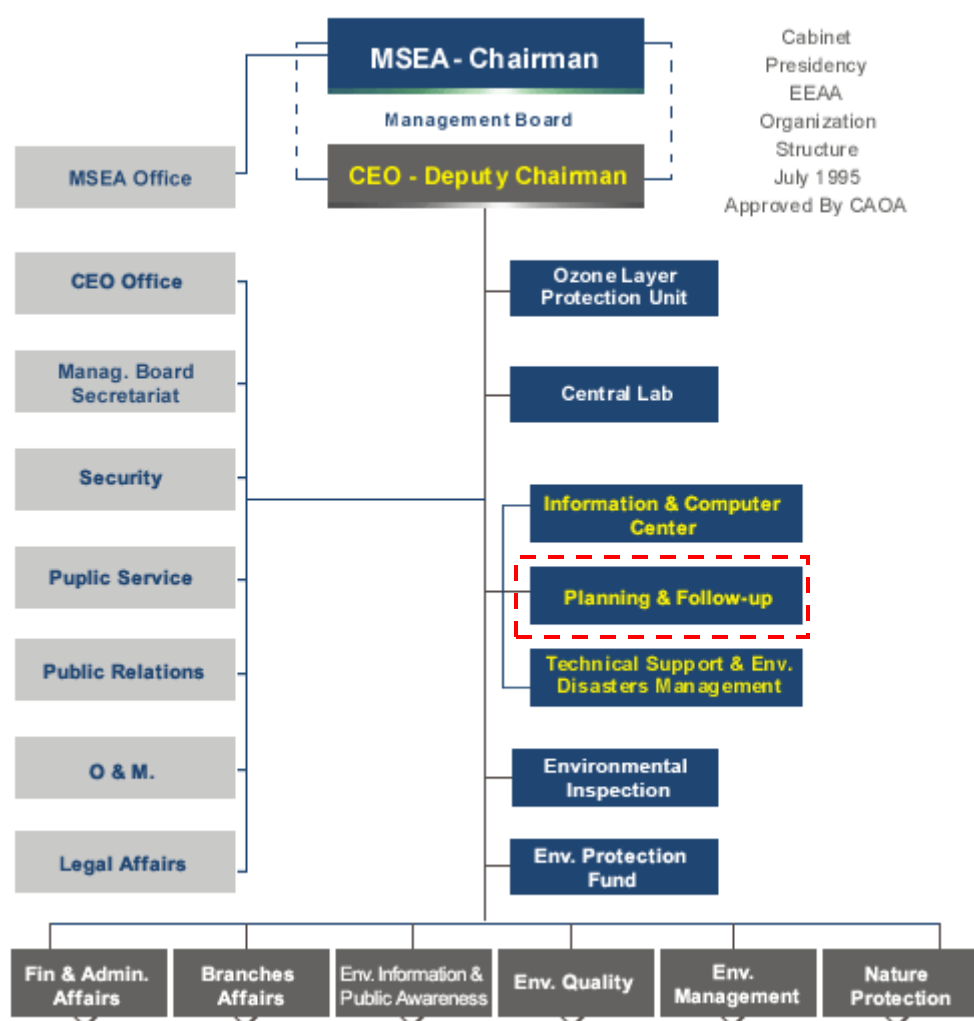 MSEA - Chairman
Management Board
CEO - Deputy Chairman
Cabinet
Presidency
EEAA
Organization
Structure
July 1995
Approved By CAOA
MSEA Office
CEO Office
Manag. Board
Secretariat
Security
Puplic Service
Public Relations
O & M.
Legal Affairs
Ozone Layer
Protection Unit
Central Lab
Information & Computer
Center
Planning & Follow-up
Technical Support & Env.
Disasters Management
Environmental
Inspection
Env. Protection
Fund
Fin & Admin.
Affairs
Branches
Affairs
Env. Information &
Public Awareness
Env. Quality
Env.
Management
Nature
Protection